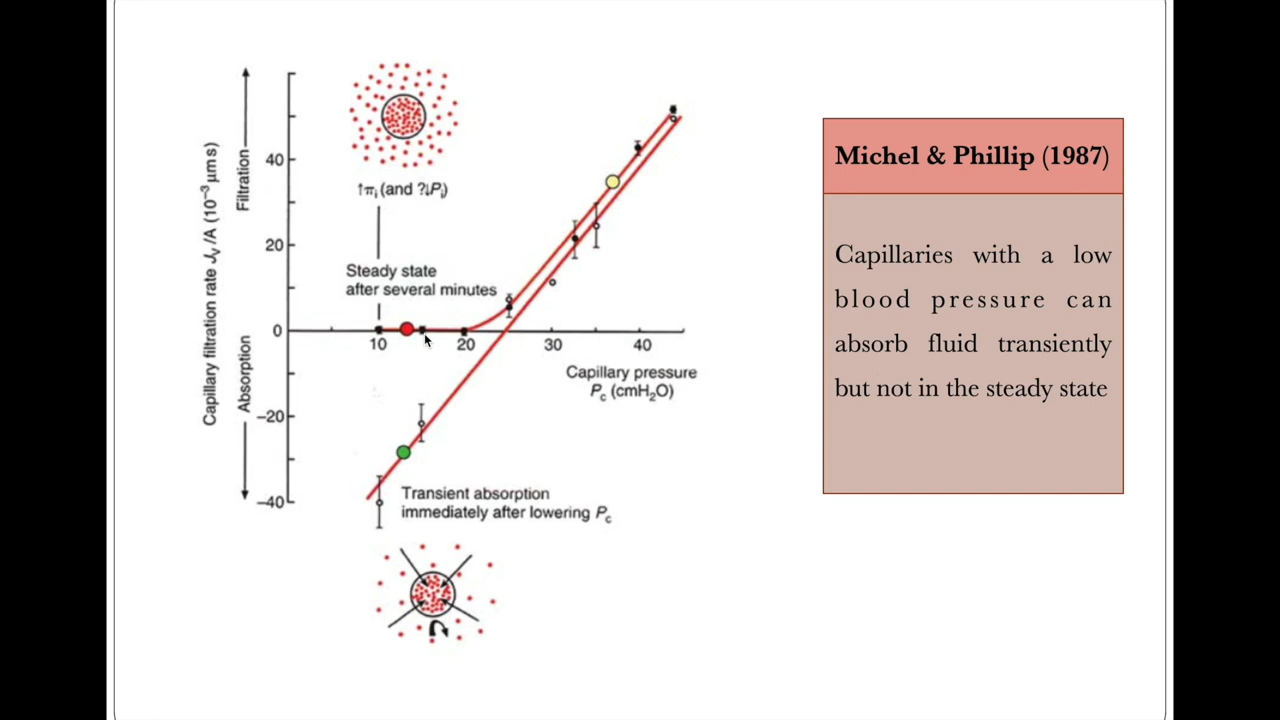 Capillary filtration rate Jv/A (10⁻³ μm s)
Filtration
Absorption
40
20
0
−20
−40
↑πi (and ?↓Pi)
Steady state
after several minutes
10
20
30
40
Capillary pressure
Pc (cmH2O)
Transient absorption
immediately after lowering Pc
Michel & Phillip (1987)
Capillaries with a low
blood pressure can
absorb fluid transiently
but not in the steady state